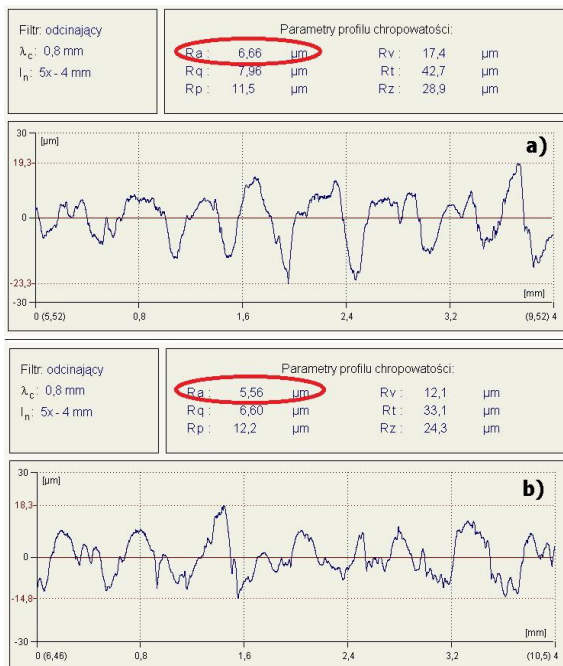 Filtr: odcinający
λc: 0,8 mm
ln: 5x - 4 mm
Parametry profilu chropowatości:
Ra : 6,66 µm Rv : 17,4 µm
Rq : 7,96 µm Rt : 42,7 µm
Rp : 11,5 µm Rz : 28,9 µm
30 [µm]
a)
19,3
0
-23,3
-30 [mm]
0 (5,52) 0,8 1,6 2,4 3,2 (9,52) 4
Filtr: odcinający
λc: 0,8 mm
ln: 5x - 4 mm
Parametry profilu chropowatości:
Ra : 5,56 µm Rv : 12,1 µm
Rq : 6,60 µm Rt : 33,1 µm
Rp : 12,2 µm Rz : 24,3 µm
30 [µm]
b)
18,3
0
-14,8
-30 [mm]
0 (6,46) 0,8 1,6 2,4 3,2 (10,5) 4